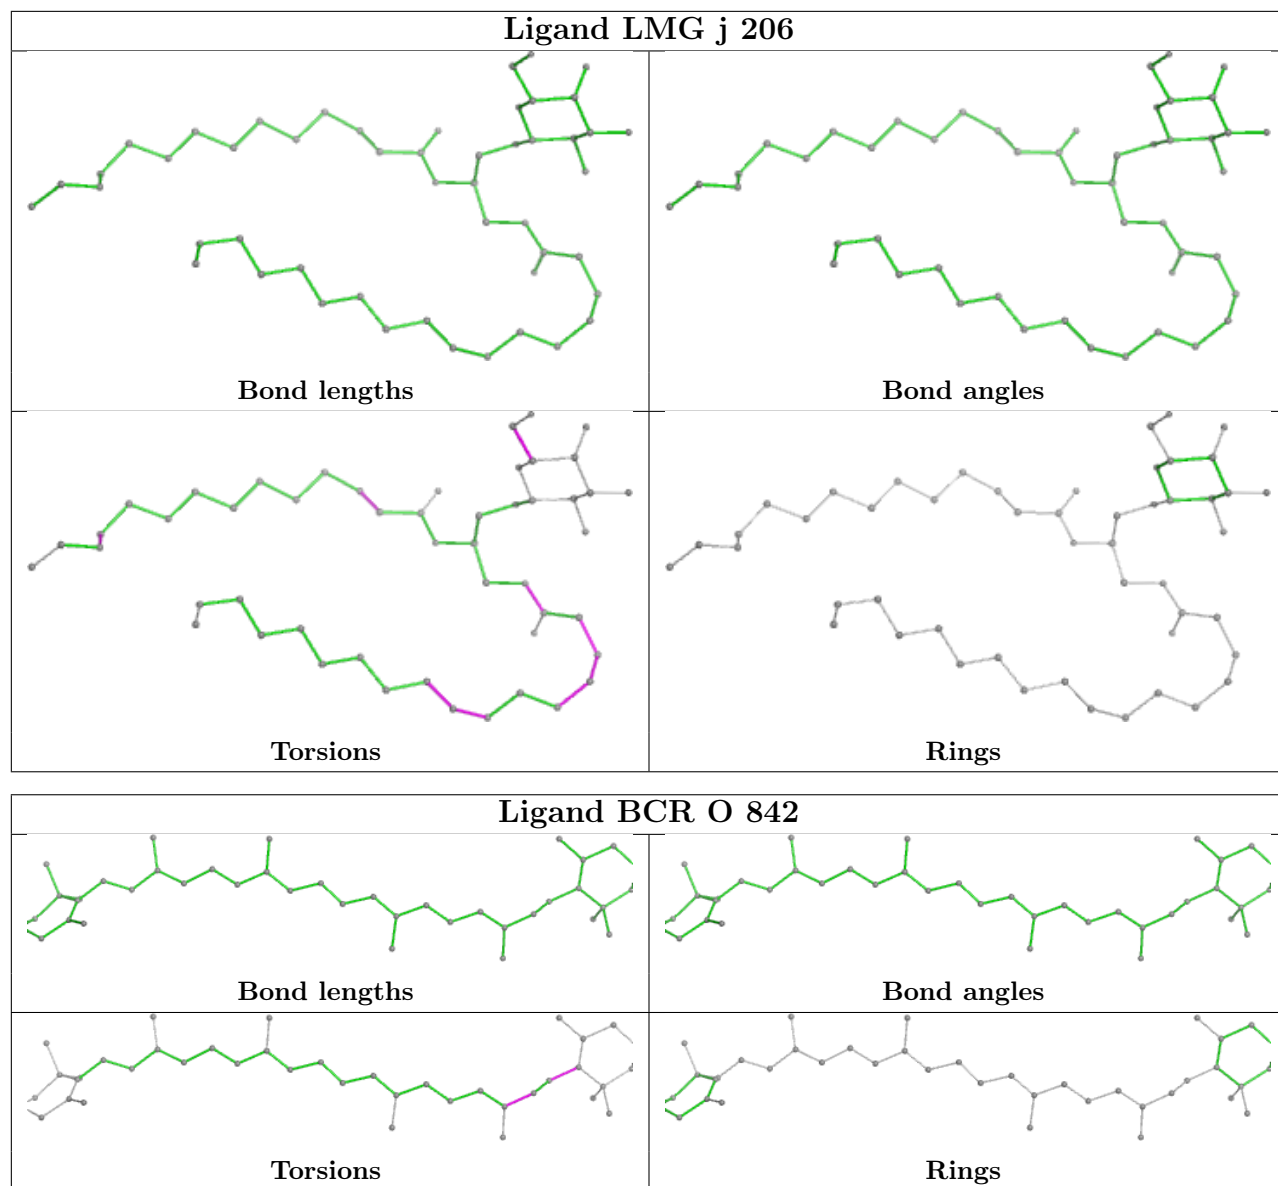 Ligand LMG j 206
Bond lengths
Bond angles
Torsions
Rings
Ligand BCR O 842
Bond lengths
Bond angles
Torsions
Rings